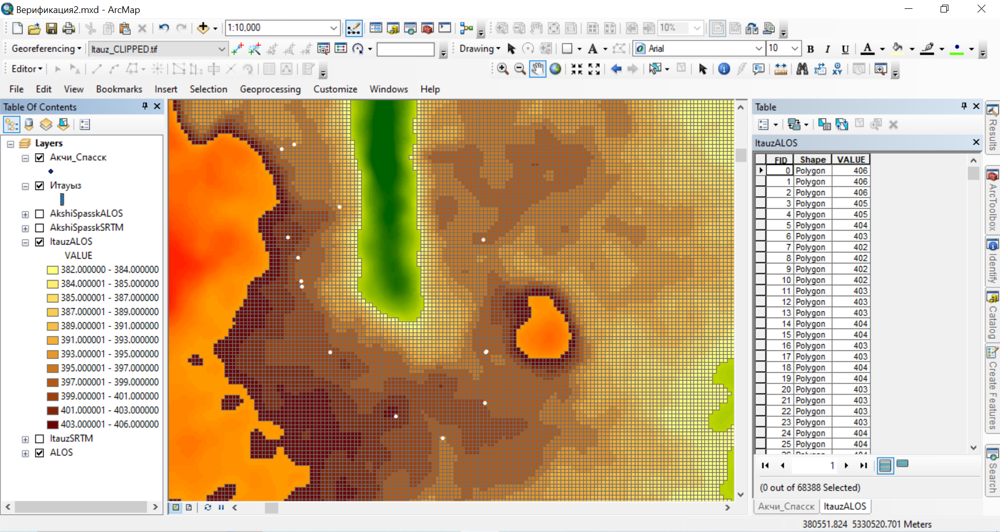 Верификация2.mxd - ArcMap
1:10,000
10%
Georeferencing
Itauz_CLIPPED.tif
Drawing
A
Arial
10
B I U A
Editor
XY
File Edit View Bookmarks Insert Selection Geoprocessing Customize Windows Help
Table Of Contents
Layers
Акчи_Спасск
Итауыз
AkshiSpasskALOS
AkshiSpasskSRTM
ItauzALOS
VALUE
382.000000 - 384.000000
384.000001 - 385.000000
385.000001 - 387.000000
387.000001 - 389.000000
389.000001 - 391.000000
391.000001 - 393.000000
393.000001 - 395.000000
395.000001 - 397.000000
397.000001 - 399.000000
399.000001 - 401.000000
401.000001 - 403.000000
403.000001 - 406.000000
ItauzSRTM
ALOS
Table
ItauzALOS
FID Shape VALUE
0 Polygon 406
1 Polygon 406
2 Polygon 406
3 Polygon 405
4 Polygon 405
5 Polygon 404
6 Polygon 403
7 Polygon 402
8 Polygon 402
9 Polygon 402
10 Polygon 402
11 Polygon 403
12 Polygon 403
13 Polygon 403
14 Polygon 404
15 Polygon 404
16 Polygon 403
17 Polygon 403
18 Polygon 404
19 Polygon 404
20 Polygon 403
21 Polygon 403
22 Polygon 403
23 Polygon 403
24 Polygon 404
25 Polygon 404
1
(0 out of 68388 Selected)
Акчи_Спасск
ItauzALOS
Results
ArcToolbox
Identify
Catalog
Create Features
Search
380551.824 5330520.701 Meters